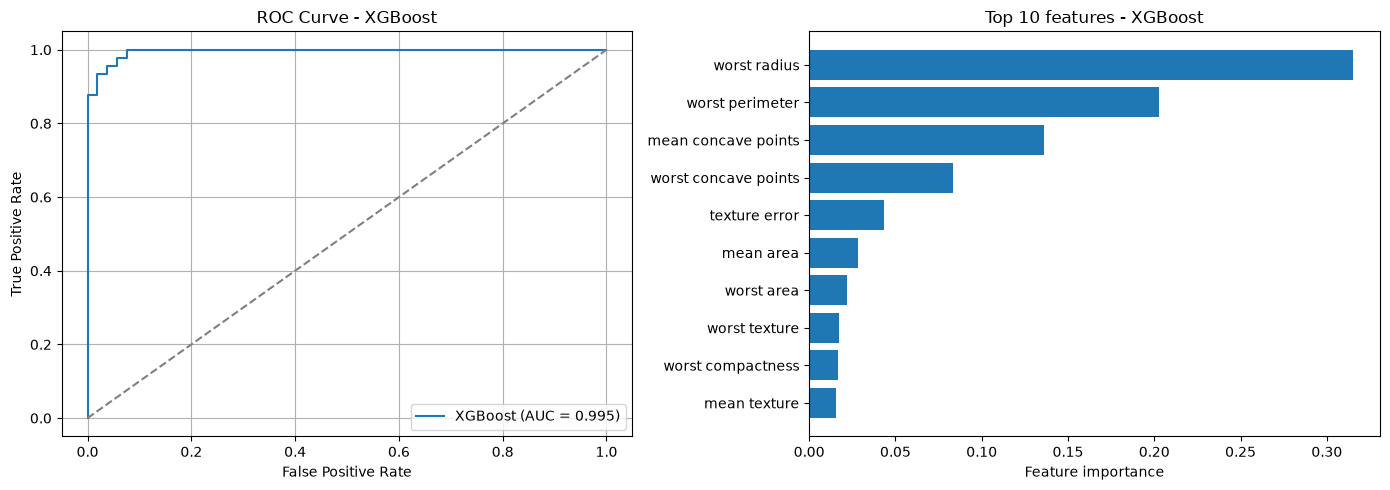 ROC Curve - XGBoost
True Positive Rate
1.0
0.8
0.6
0.4
0.2
0.0
XGBoost (AUC = 0.995)
0.0 0.2 0.4 0.6 0.8 1.0
False Positive Rate
Top 10 features - XGBoost
worst radius
worst perimeter
mean concave points
worst concave points
texture error
mean area
worst area
worst texture
worst compactness
mean texture
0.00 0.05 0.10 0.15 0.20 0.25 0.30
Feature importance